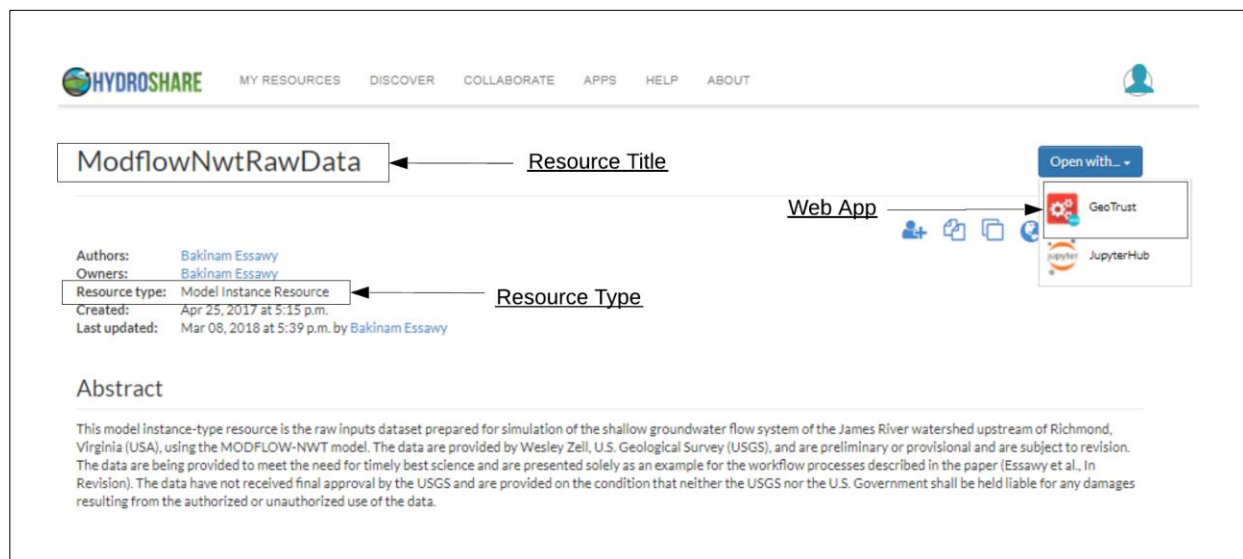 HYDROSHARE MY RESOURCES DISCOVER COLLABORATE APPS HELP ABOUT
ModflowNwtRawData
Resource Title
Open with...
Web App
GeoTrust
jupyter
JupyterHub
Authors: Bakinam Essawy
Owners: Bakinam Essawy
Resource type: Model Instance Resource
Resource Type
Created: Apr 25, 2017 at 5:15 p.m.
Last updated: Mar 08, 2018 at 5:39 p.m. by Bakinam Essawy
Abstract
This model instance-type resource is the raw inputs dataset prepared for simulation of the shallow groundwater flow system of the James River watershed upstream of Richmond,
Virginia (USA), using the MODFLOW-NWT model. The data are provided by Wesley Zell, U.S. Geological Survey (USGS), and are preliminary or provisional and are subject to revision.
The data are being provided to meet the need for timely best science and are presented solely as an example for the workflow processes described in the paper (Essawy et al., In
Revision). The data have not received final approval by the USGS and are provided on the condition that neither the USGS nor the U.S. Government shall be held liable for any damages
resulting from the authorized or unauthorized use of the data.